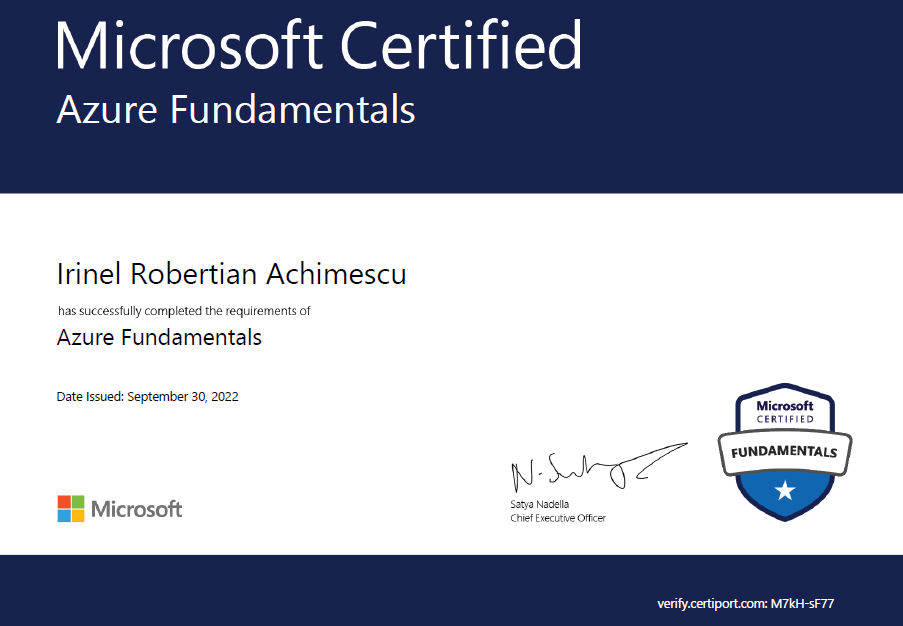 Microsoft Certified
Azure Fundamentals
Irinel Robertian Achimescu
has successfully completed the requirements of
Azure Fundamentals
Date Issued: September 30, 2022
Microsoft
CERTIFIED
FUNDAMENTALS
Satya Nadella
Chief Executive Officer
Microsoft
verify.certiport.com: M7kH-sF77